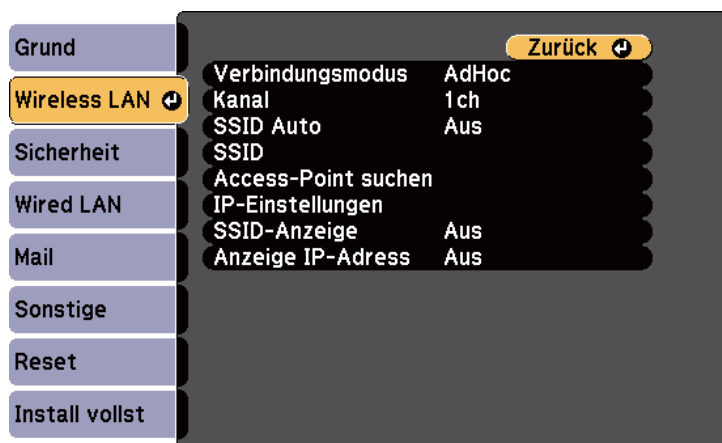 Grund
Wireless LAN
Sicherheit
Wired LAN
Mail
Sonstige
Reset
Install vollst
Zurück
Verbindungsmodus AdHoc
Kanal 1ch
SSID Auto Aus
SSID
Access-Point suchen
IP-Einstellungen
SSID-Anzeige Aus
Anzeige IP-Adress Aus